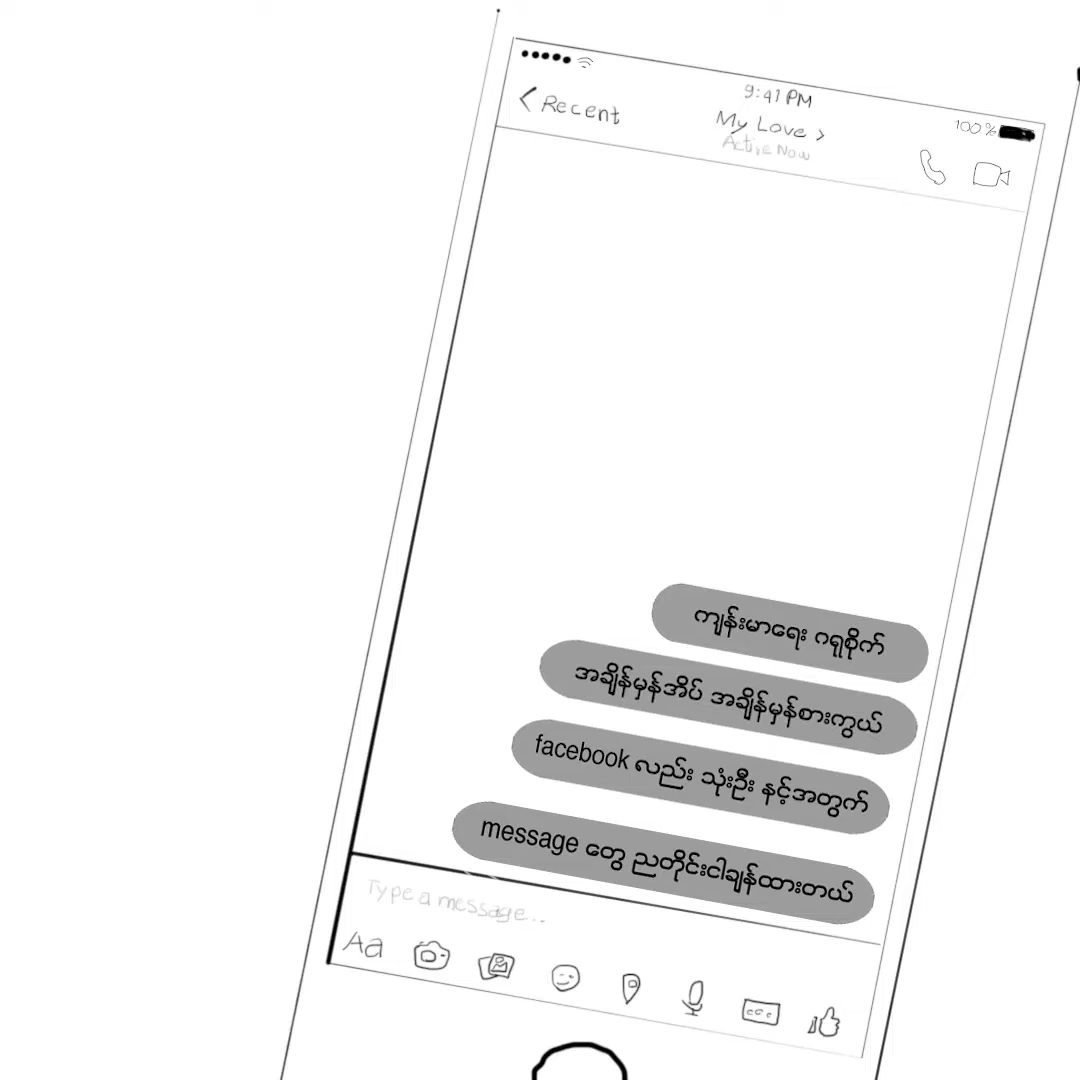 9:41 PM
100%
Recent
My Love >
Active Now
ကျန်းမာရေး ဂရုစိုက်
အချိန်မှန်အိပ် အချိန်မှန်စားကွယ်
facebook လည်း သုံးဦး နင့်အတွက်
message တွေ ညတိုင်းငါချန်ထားတယ်
Type a message...
Aa